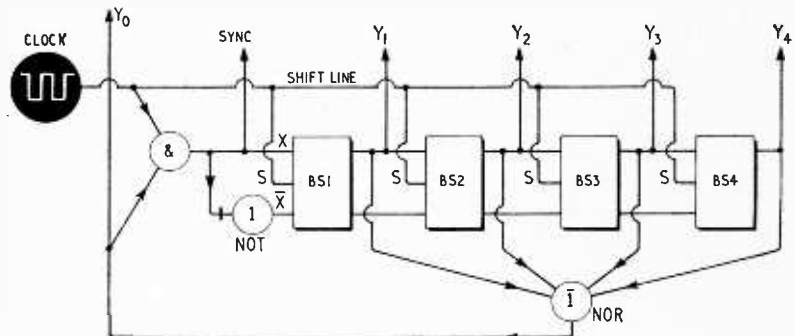 Y₀
CLOCK
SYNC
Y₁
Y₂
Y₃
Y₄
SHIFT LINE
&
X
S
BS1
S
BS2
S
BS3
S
BS4
X̄
1
NOT
1̄
NOR